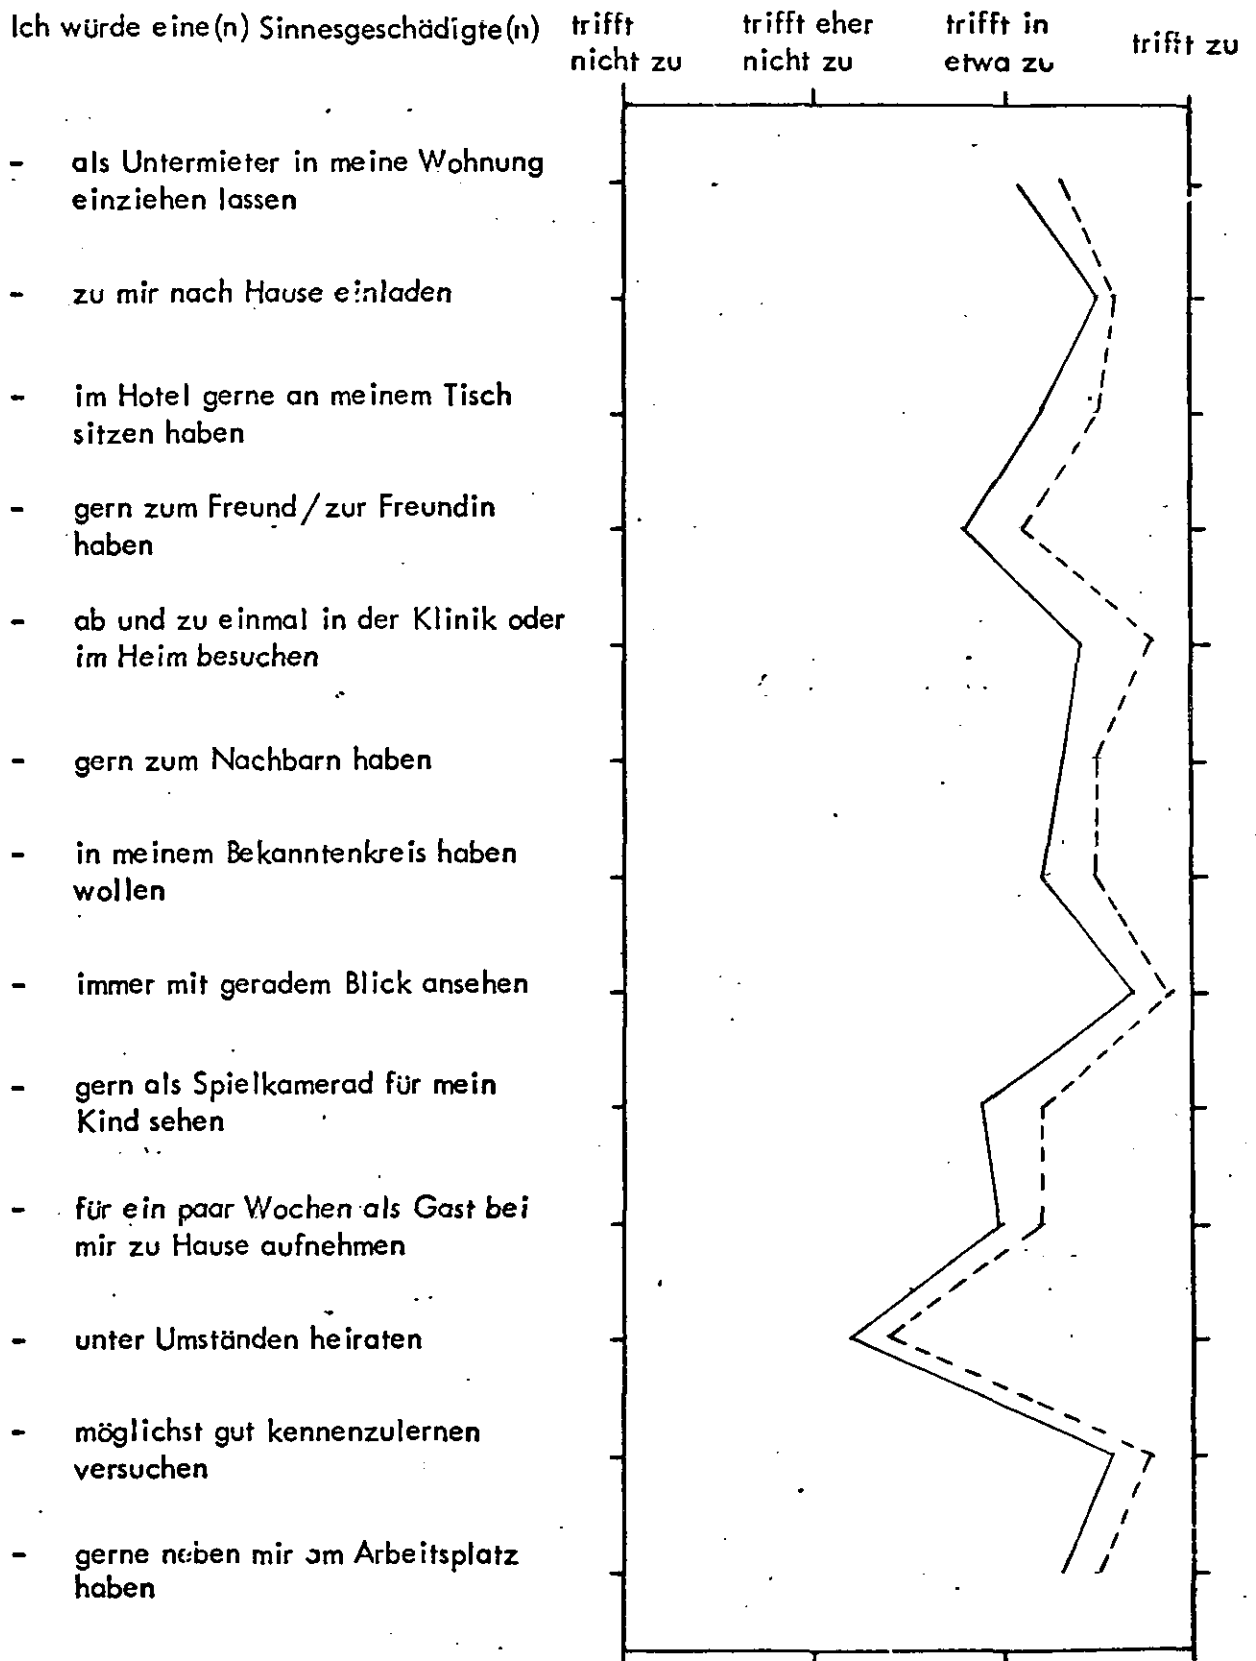 Ich würde eine(n) Sinnesgeschädigte(n)
trifft
nicht zu
trifft eher
nicht zu
trifft in
etwa zu
trifft zu
- als Untermieter in meine Wohnung
einziehen lassen
- zu mir nach Hause einladen
- im Hotel gerne an meinem Tisch
sitzen haben
- gern zum Freund/zur Freundin
haben
- ab und zu einmal in der Klinik oder
im Heim besuchen
- gern zum Nachbarn haben
- in meinem Bekanntenkreis haben
wollen
- immer mit geradem Blick ansehen
- gern als Spielkamerad für mein
Kind sehen
- für ein paar Wochen als Gast bei
mir zu Hause aufnehmen
- unter Umständen heiraten
- möglichst gut kennenzulernen
versuchen
- gerne neben mir am Arbeitsplatz
haben